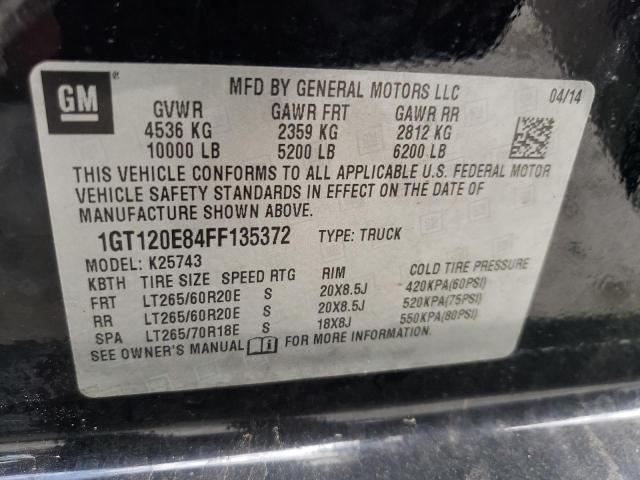 GM
®
MFD BY GENERAL MOTORS LLC 04/14
GVWR GAWR FRT GAWR RR
4536 KG 2359 KG 2812 KG
10000 LB 5200 LB 6200 LB
THIS VEHICLE CONFORMS TO ALL APPLICABLE U.S. FEDERAL MOTOR
VEHICLE SAFETY STANDARDS IN EFFECT ON THE DATE OF
MANUFACTURE SHOWN ABOVE.
1GT120E84FF135372 TYPE: TRUCK
MODEL: K25743
KBTH TIRE SIZE SPEED RTG RIM COLD TIRE PRESSURE
FRT LT265/60R20E S 20X8.5J 420KPA(60PSI)
RR LT265/60R20E S 20X8.5J 520KPA(75PSI)
SPA LT265/70R18E S 18X8J 550KPA(80PSI)
SEE OWNER'S MANUAL FOR MORE INFORMATION.